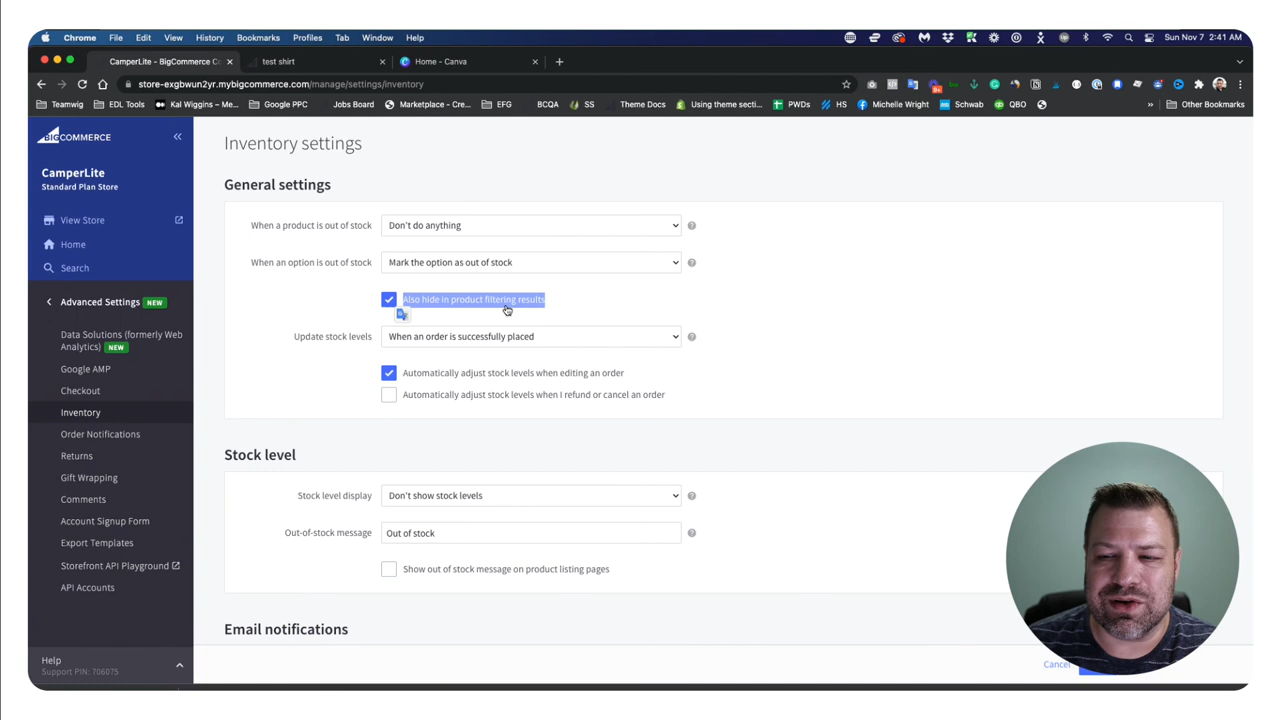 Chrome File Edit View History Bookmarks Profiles Tab Window Help
Sun Nov 7 2:41 AM
CamperLite – BigCommerce Co
test shirt
Home - Canva
store-exgbwun2yr.mybigcommerce.com/manage/settings/inventory
Teamwig EDL Tools Kal Wiggins – Me... Google PPC Jobs Board Marketplace - Cre... EFG BCQA SS Theme Docs Using theme secti... PWDs HS Michelle Wright Schwab QBO Other Bookmarks
BIGCOMMERCE
CamperLite
Standard Plan Store
View Store
Home
Search
Advanced Settings NEW
Data Solutions (formerly Web
Analytics) NEW
Google AMP
Checkout
Inventory
Order Notifications
Returns
Gift Wrapping
Comments
Account Signup Form
Export Templates
Storefront API Playground
API Accounts
Help
Support PIN: 706075
Inventory settings
General settings
When a product is out of stock Don't do anything
When an option is out of stock Mark the option as out of stock
Also hide in product filtering results
Update stock levels When an order is successfully placed
Automatically adjust stock levels when editing an order
Automatically adjust stock levels when I refund or cancel an order
Stock level
Stock level display Don't show stock levels
Out-of-stock message Out of stock
Show out of stock message on product listing pages
Email notifications
Cancel